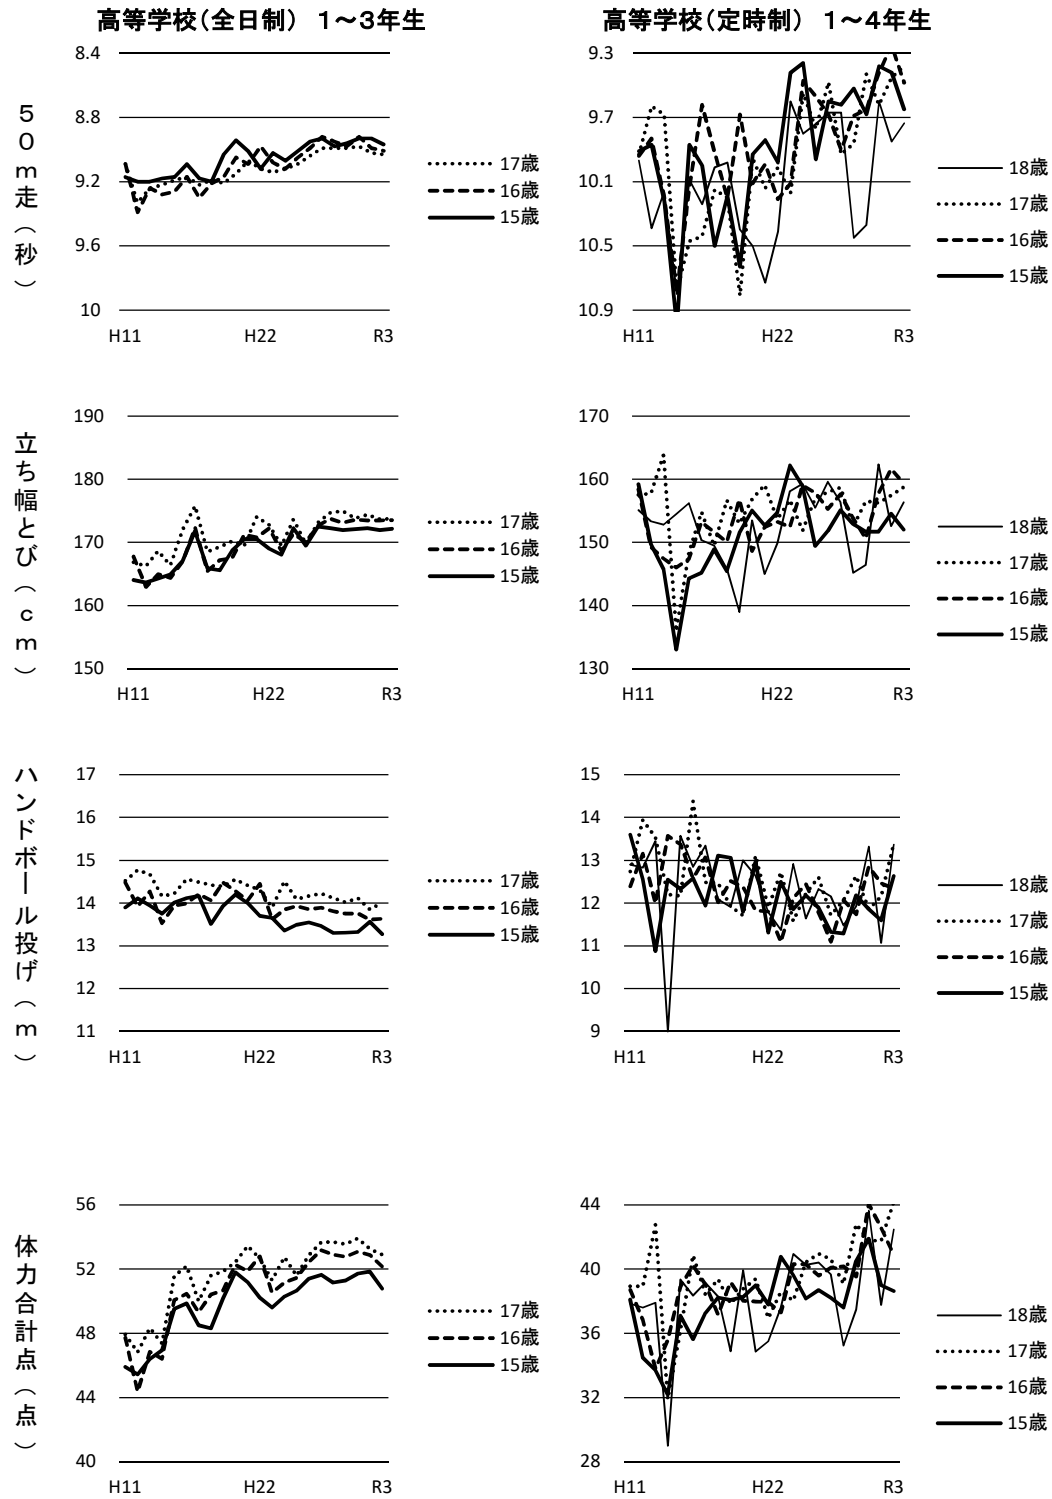 高等学校（全日制） １～３年生
高等学校（定時制） １～４年生
５０ｍ走（秒）
8.4
8.8
9.2
9.6
10
H11
H22
R3
17歳
16歳
15歳
9.3
9.7
10.1
10.5
10.9
H11
H22
R3
18歳
17歳
16歳
15歳
立ち幅とび（ｃｍ）
190
180
170
160
150
H11
H22
R3
17歳
16歳
15歳
170
160
150
140
130
H11
H22
R3
18歳
17歳
16歳
15歳
ハンドボール投げ（ｍ）
17
16
15
14
13
12
11
H11
H22
R3
17歳
16歳
15歳
15
14
13
12
11
10
9
H11
H22
R3
18歳
17歳
16歳
15歳
体力合計点（点）
56
52
48
44
40
H11
H22
R3
17歳
16歳
15歳
44
40
36
32
28
H11
H22
R3
18歳
17歳
16歳
15歳